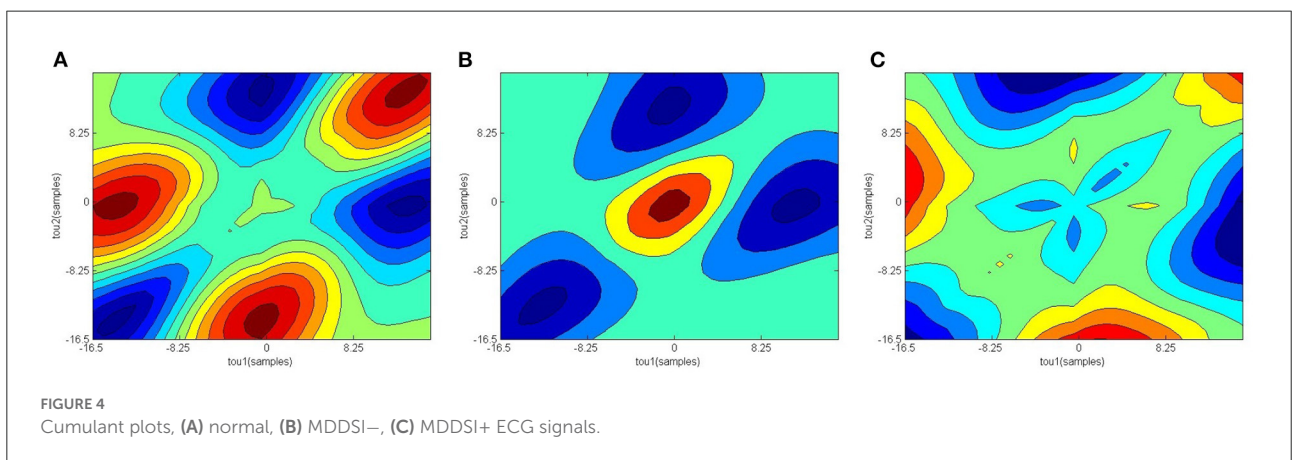 A
8.25
0
-8.25
-16.5
tou2(samples)
-16.5
-8.25
0
8.25
tou1(samples)
B
8.25
0
-8.25
-16.5
tou2(samples)
-16.5
-8.25
0
8.25
tou1(samples)
C
8.25
0
-8.25
-16.5
tou2(samples)
-16.5
-8.25
0
8.25
tou1(samples)
FIGURE 4
Cumulant plots, (A) normal, (B) MDDSI−, (C) MDDSI+ ECG signals.